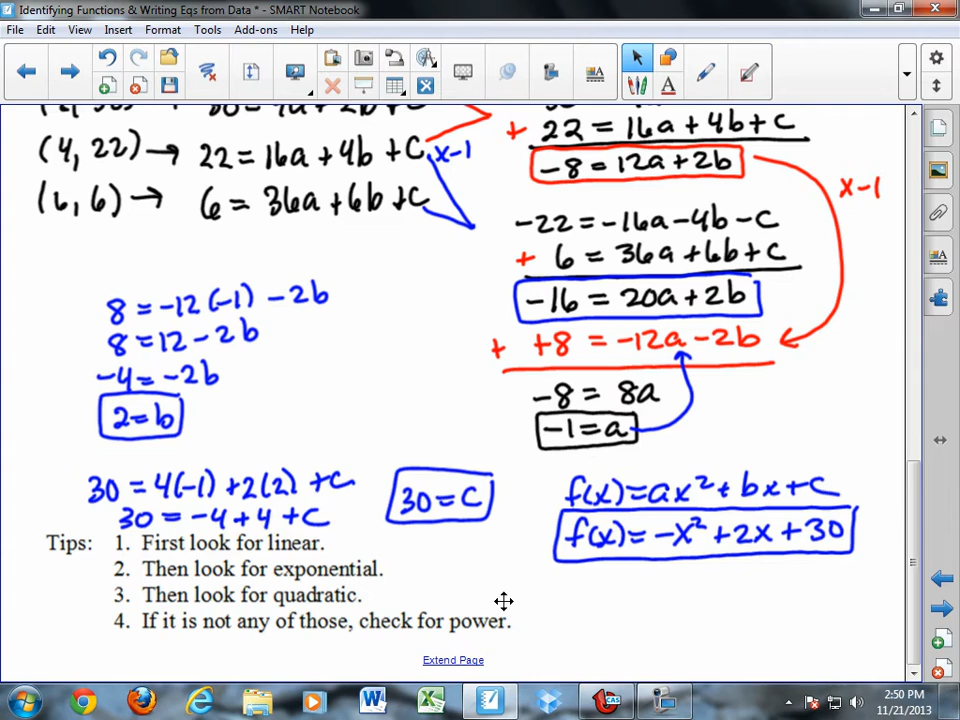 Identifying Functions & Writing Eqs from Data * - SMART Notebook
File Edit View Insert Format Tools Add-ons Help
(4, 22) → 22 = 16a + 4b + C
x-1
(6, 6) → 6 = 36a + 6b + C
+ 22 = 16a + 4b + C
-8 = 12a + 2b
x-1
-22 = -16a - 4b - C
+ 6 = 36a + 6b + C
-16 = 20a + 2b
+ +8 = -12a - 2b
-8 = 8a
-1 = a
8 = -12(-1) - 2b
8 = 12 - 2b
-4 = -2b
2 = b
30 = 4(-1) + 2(2) + C
30 = -4 + 4 + C
30 = C
f(x) = ax² + bx + C
f(x) = -x² + 2x + 30
Tips: 1. First look for linear.
2. Then look for exponential.
3. Then look for quadratic.
4. If it is not any of those, check for power.
Extend Page
CAS
2:50 PM
11/21/2013